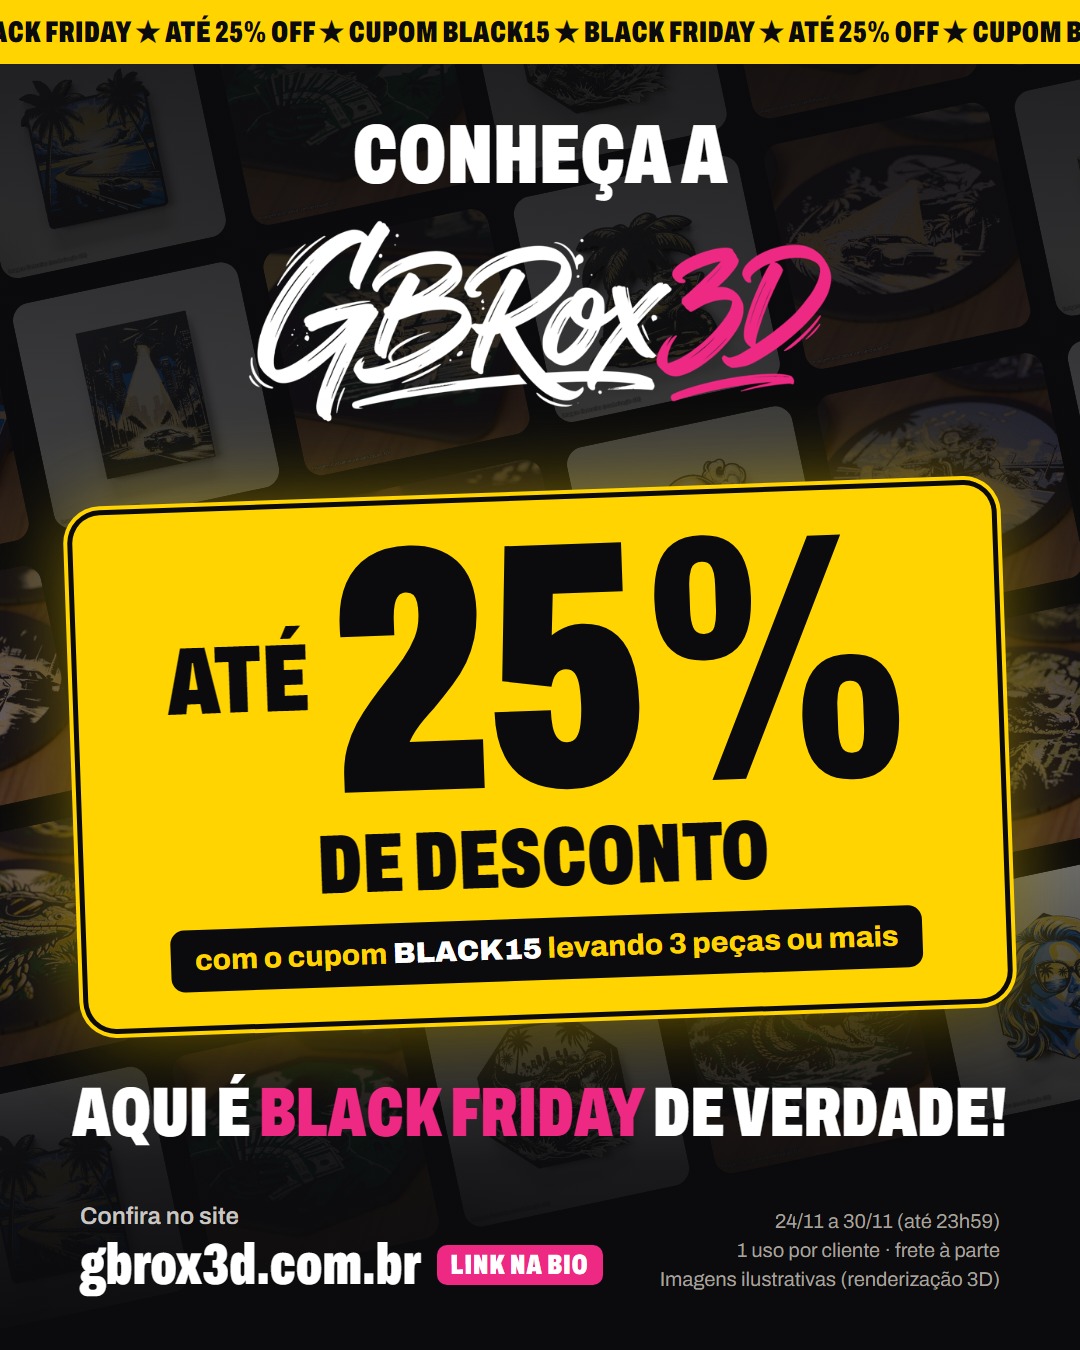 BLACK FRIDAY ★ ATÉ 25% OFF ★ CUPOM BLACK15 ★ BLACK FRIDAY ★ ATÉ 25% OFF ★ CUPOM
CONHEÇA A
GBRox3D
ATÉ 25%
DE DESCONTO
com o cupom BLACK15 levando 3 peças ou mais
AQUI É BLACK FRIDAY DE VERDADE!
Confira no site
gbrox3d.com.br LINK NA BIO
24/11 a 30/11 (até 23h59)
1 uso por cliente · frete à parte
Imagens ilustrativas (renderização 3D)